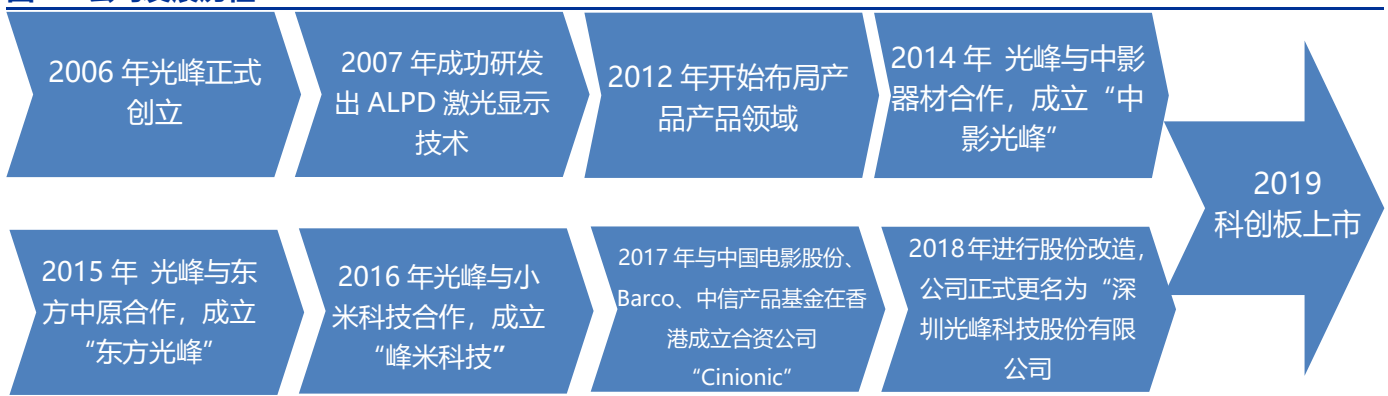 2006 年光峰正式
创立
2007 年成功研发
出 ALPD 激光显示
技术
2012 年开始布局产
品产品领域
2014 年 光峰与中影
器材合作，成立“中
影光峰”
2019
科创板上市
2015 年 光峰与东
方中原合作，成立
“东方光峰”
2016 年光峰与小
米科技合作，成立
“峰米科技”
2017 年与中国电影股份、
Barco、中信产品基金在香
港成立合资公司
“Cinionic”
2018年进行股份改造，
公司正式更名为“深
圳光峰科技股份有限
公司